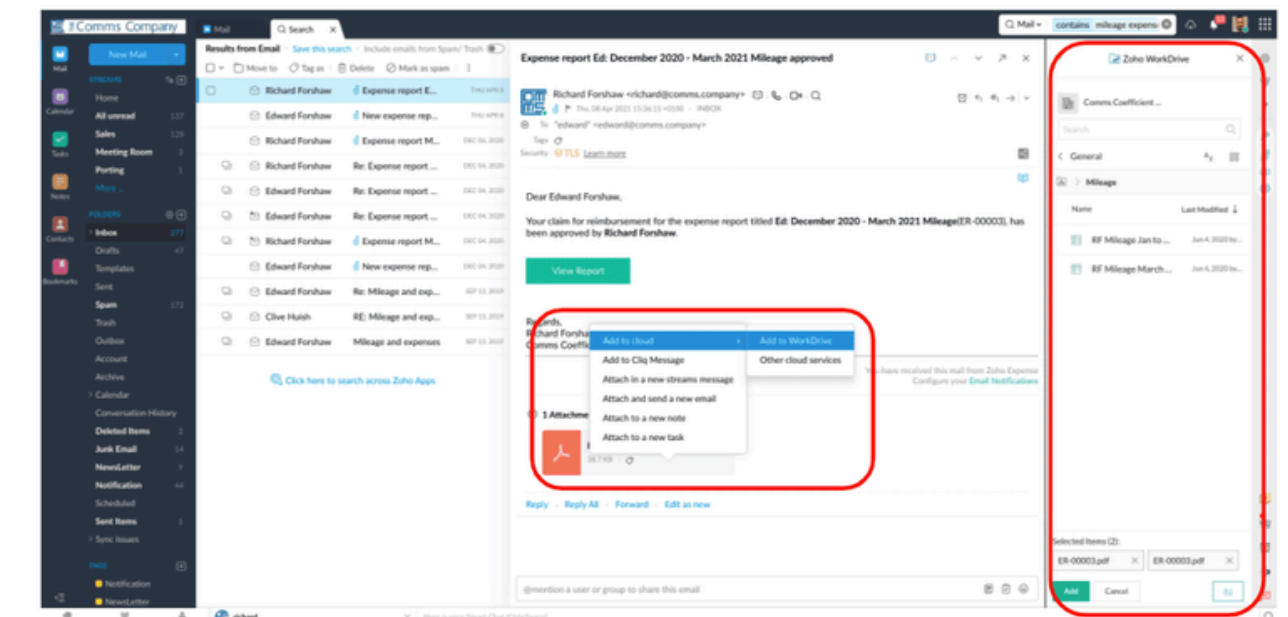 Comms Company
Mail
Search ×
Mail
contains mileage expens
New Mail
Mail
Calendar
Tasks
Notes
Contacts
Bookmarks
STREAMS
Home
All unread 137
Sales 129
Meeting Room 3
Porting 1
More ..
FOLDERS
Inbox 277
Drafts 47
Templates
Sent
Spam 172
Trash
Outbox
Account
Archive
Calendar
Conversation History
Deleted Items 2
Junk Email 14
NewsLetter 9
Notification 44
Scheduled
Sent Items 1
Sync Issues
TAGS
Notification
NewsLetter
Results from Email - Save this search - Include emails from Spam/ Trash
Move to Tag as Delete Mark as spam
Richard Forshaw Expense report E... THU APR 8
Edward Forshaw New expense rep... THU APR 8
Richard Forshaw Expense report M... DEC 04, 2020
Richard Forshaw Re: Expense report ... DEC 04, 2020
Edward Forshaw Re: Expense report ... DEC 04, 2020
Edward Forshaw Re: Expense report ... DEC 04, 2020
Richard Forshaw Expense report M... DEC 04, 2020
Edward Forshaw New expense rep... DEC 04, 2020
Edward Forshaw Re: Mileage and exp...
Clive Huish RE: Mileage and exp...
Edward Forshaw Mileage and expenses
Click here to search across Zoho Apps
Expense report Ed: December 2020 - March 2021 Mileage approved
Richard Forshaw <richard@comms.company>
Thu, 08 Apr 2021 15:36:15 +0100 - INBOX
To "edward" <edward@comms.company>
Tags
Security TLS Learn more
Dear Edward Forshaw,
Your claim for reimbursement for the expense report titled Ed: December 2020 - March 2021 Mileage(ER-00003), has
been approved by Richard Forshaw.
View Report
Regards,
Richard Forsha
Comms Coeffic
Add to cloud
Add to Cliq Message
Attach in a new streams message
Attach and send a new email
Attach to a new note
Attach to a new task
Add to WorkDrive
Other cloud services
You have received this mail from Zoho Expense
Configure your Email Notifications
1 Attachme
38.7 KB
Reply - Reply All - Forward - Edit as new
@mention a user or group to share this email
Zoho WorkDrive ×
Comms Coefficient ...
Search
General
Mileage
Name Last Modified
RF Mileage Jan to ... Jun 4, 2020 by...
RF Mileage March ... Jun 4, 2020 by...
Selected Items (2):
ER-00003.pdf × ER-00003.pdf ×
Add Cancel